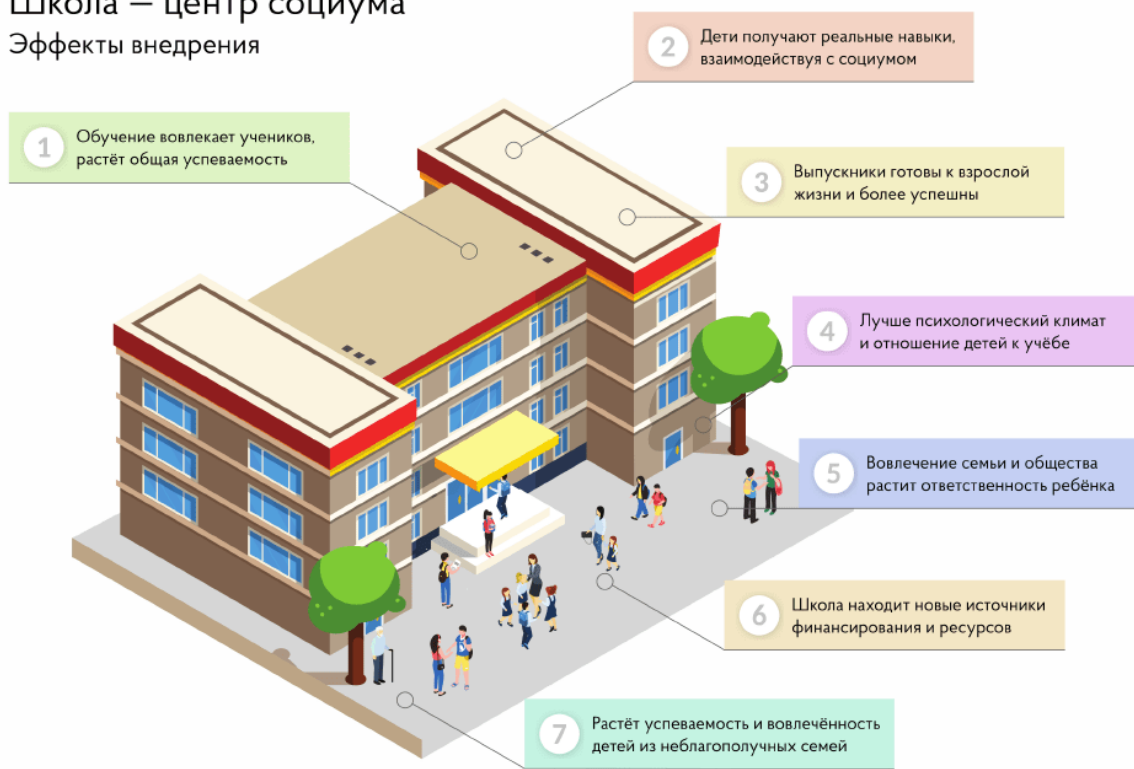 Школа — центр социума
Эффекты внедрения
1
Обучение вовлекает учеников,
растёт общая успеваемость
2
Дети получают реальные навыки,
взаимодействуя с социумом
3
Выпускники готовы к взрослой
жизни и более успешны
4
Лучше психологический климат
и отношение детей к учёбе
5
Вовлечение семьи и общества
растит ответственность ребёнка
6
Школа находит новые источники
финансирования и ресурсов
7
Растёт успеваемость и вовлечённость
детей из неблагополучных семей